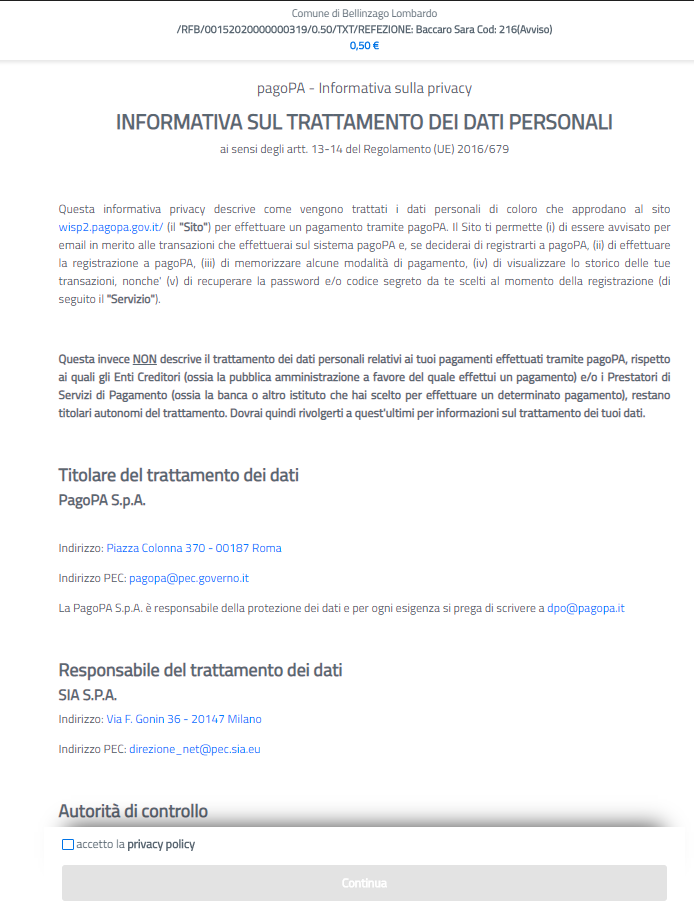 Comune di Bellinzago Lombardo
/RFB/00152020000000319/0.50/TXT/REFEZIONE: Baccaro Sara Cod: 216(Avviso)
0,50 €
pagoPA - Informativa sulla privacy
INFORMATIVA SUL TRATTAMENTO DEI DATI PERSONALI
ai sensi degli artt. 13-14 del Regolamento (UE) 2016/679
Questa informativa privacy descrive come vengono trattati i dati personali di coloro che approdano al sito
wisp2.pagopa.gov.it/ (il "Sito") per effettuare un pagamento tramite pagoPA. Il Sito ti permette (i) di essere avvisato per
email in merito alle transazioni che effettuerai sul sistema pagoPA e, se deciderai di registrarti a pagoPA, (ii) di effettuare
la registrazione a pagoPA, (iii) di memorizzare alcune modalità di pagamento, (iv) di visualizzare lo storico delle tue
transazioni, nonche' (v) di recuperare la password e/o codice segreto da te scelti al momento della registrazione (di
seguito il "Servizio").
Questa invece NON descrive il trattamento dei dati personali relativi ai tuoi pagamenti effettuati tramite pagoPA, rispetto
ai quali gli Enti Creditori (ossia la pubblica amministrazione a favore del quale effettui un pagamento) e/o i Prestatori di
Servizi di Pagamento (ossia la banca o altro istituto che hai scelto per effettuare un determinato pagamento), restano
titolari autonomi del trattamento. Dovrai quindi rivolgerti a quest'ultimi per informazioni sul trattamento dei tuoi dati.
Titolare del trattamento dei dati
PagoPA S.p.A.
Indirizzo: Piazza Colonna 370 - 00187 Roma
Indirizzo PEC: pagopa@pec.governo.it
La PagoPA S.p.A. è responsabile della protezione dei dati e per ogni esigenza si prega di scrivere a dpo@pagopa.it
Responsabile del trattamento dei dati
SIA S.P.A.
Indirizzo: Via F. Gonin 36 - 20147 Milano
Indirizzo PEC: direzione_net@pec.sia.eu
Autorità di controllo
accetto la privacy policy
Continua